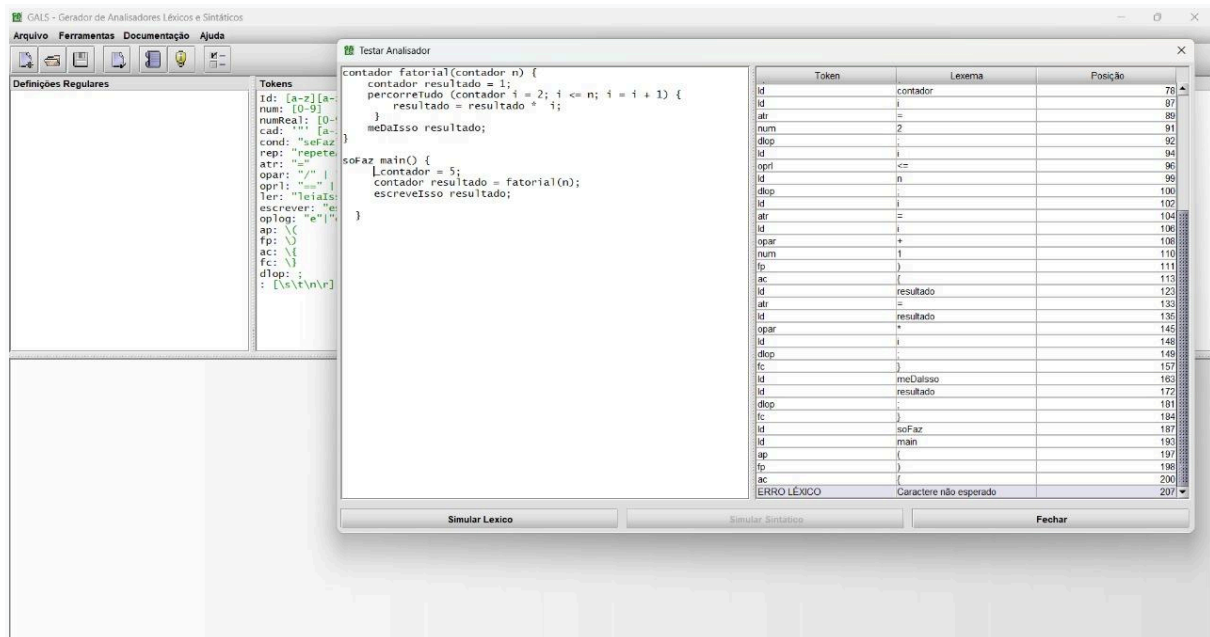 GALS - Gerador de Analisadores Léxicos e Sintáticos
Arquivo Ferramentas Documentação Ajuda
Definições Regulares
Tokens
Id: [a-z][a-
num: [0-9]
numReal: [0-
cad: '"' [a-
cond: "seFaz
rep: "repete
atr: "="
opar: "/" |
oprl: "==" |
ler: "leiaIs
escrever: "e
oplog: "e"|"
ap: \(
fp: \)
ac: \{
fc: \}
dlop: ;
: [\s\t\n\r]
Testar Analisador
contador fatorial(contador n) {
contador resultado = 1;
percorreTudo (contador i = 2; i <= n; i = i + 1) {
resultado = resultado * i;
}
meDaIsso resultado;
}
soFaz main() {
_contador = 5;
contador resultado = fatorial(n);
escreveIsso resultado;
}
Token Lexema Posição
Id contador 78
Id i 87
atr = 89
num 2 91
dlop ; 92
Id i 94
oprl <= 96
Id n 99
dlop ; 100
Id i 102
atr = 104
Id i 106
opar + 108
num 1 110
fp ) 111
ac { 113
Id resultado 123
atr = 133
Id resultado 135
opar * 145
Id i 148
dlop ; 149
fc } 157
Id meDaIsso 163
Id resultado 172
dlop ; 181
fc } 184
Id soFaz 187
Id main 193
ap ( 197
fp ) 198
ac { 200
ERRO LÉXICO Caractere não esperado 207
Simular Lexico
Simular Sintático
Fechar